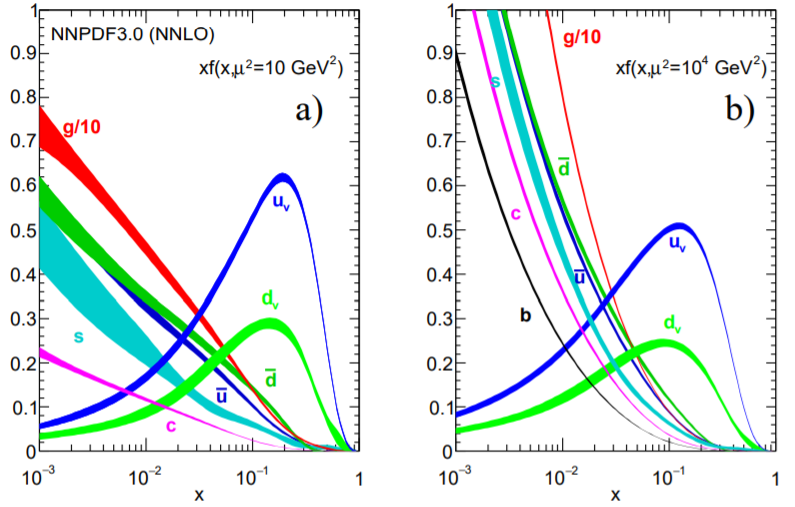 NNPDF3.0 (NNLO)
xf(x,μ²=10 GeV²)
a)
g/10
u_v
d_v
s
d̄
ū
c
1
0.9
0.8
0.7
0.6
0.5
0.4
0.3
0.2
0.1
0
10⁻³
10⁻²
10⁻¹
1
x
g/10
xf(x,μ²=10⁴ GeV²)
b)
s
d̄
c
u_v
ū
b
d_v
1
0.9
0.8
0.7
0.6
0.5
0.4
0.3
0.2
0.1
0
10⁻³
10⁻²
10⁻¹
1
x